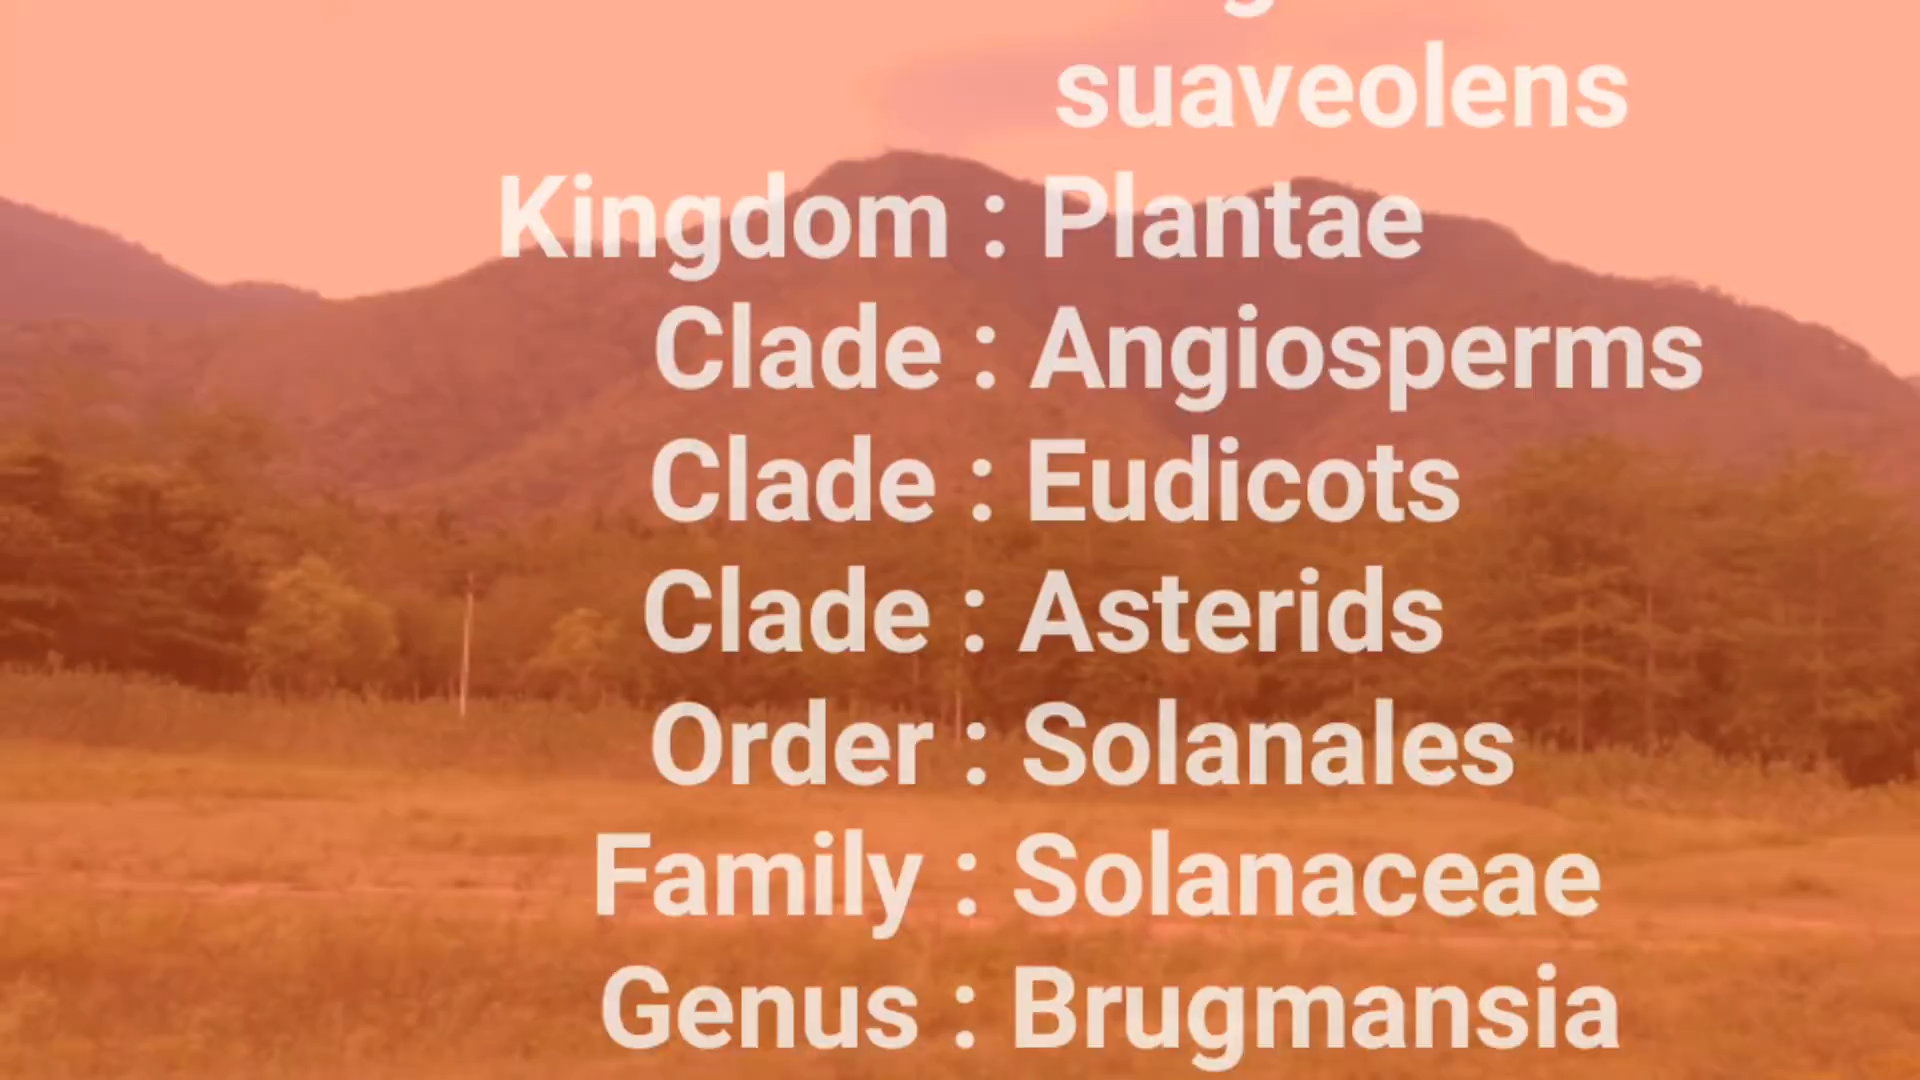 suaveolens
Kingdom : Plantae
Clade : Angiosperms
Clade : Eudicots
Clade : Asterids
Order : Solanales
Family : Solanaceae
Genus : Brugmansia